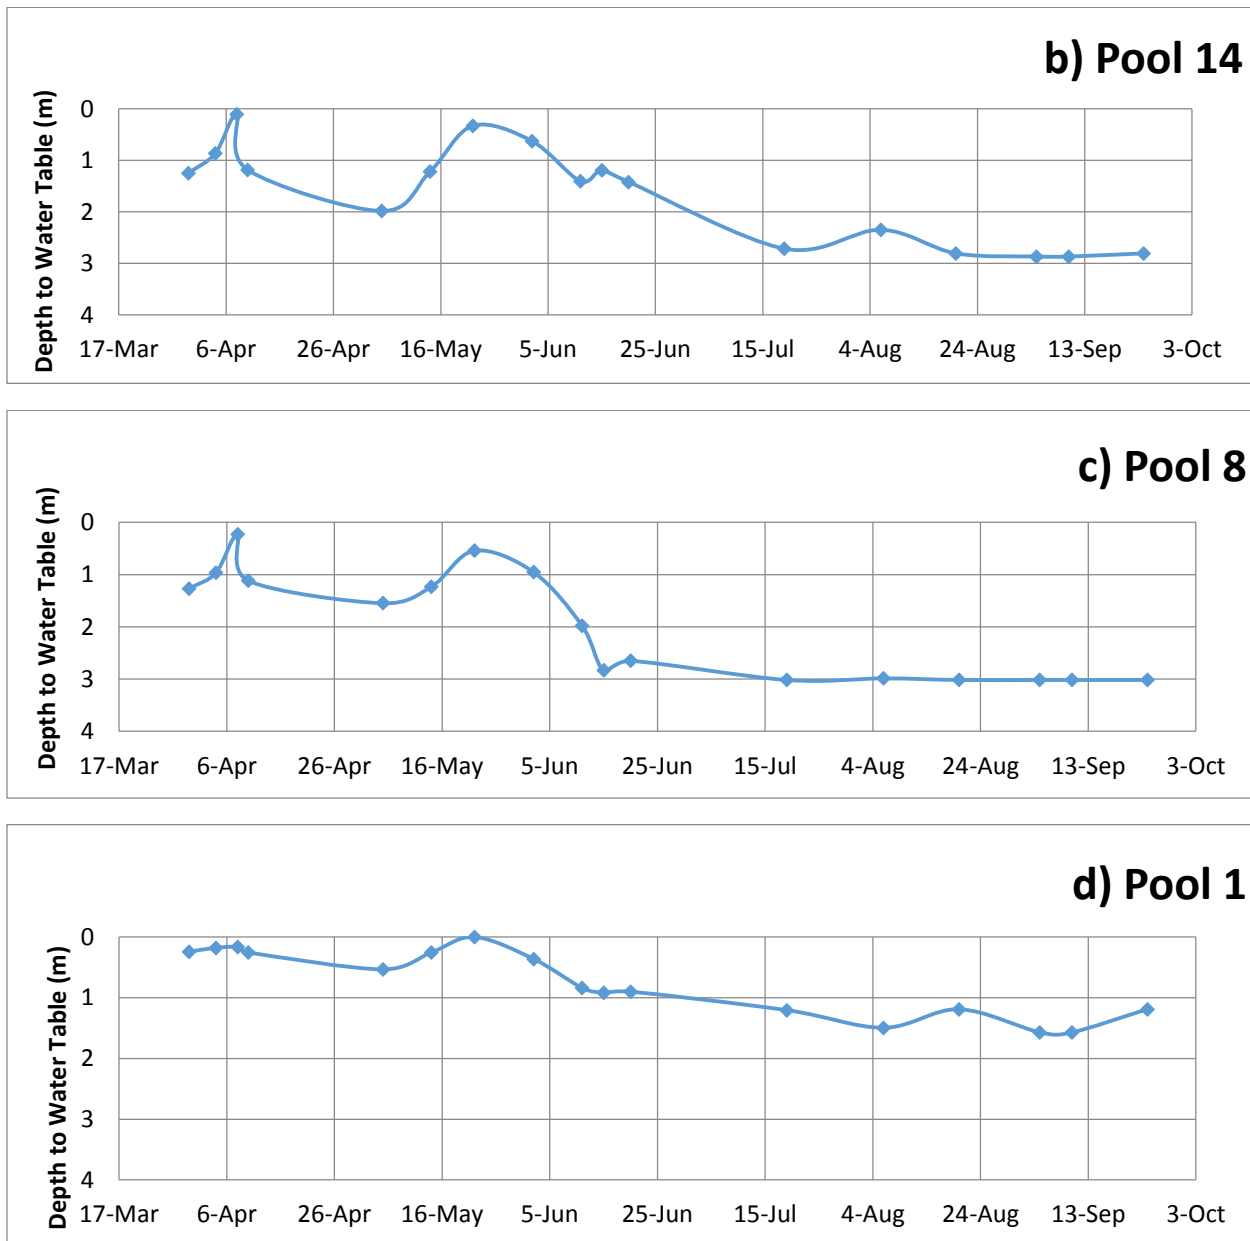 b) Pool 14
Depth to Water Table (m)
0
1
2
3
4
17-Mar 6-Apr 26-Apr 16-May 5-Jun 25-Jun 15-Jul 4-Aug 24-Aug 13-Sep 3-Oct
c) Pool 8
Depth to Water Table (m)
0
1
2
3
4
17-Mar 6-Apr 26-Apr 16-May 5-Jun 25-Jun 15-Jul 4-Aug 24-Aug 13-Sep 3-Oct
d) Pool 1
Depth to Water Table (m)
0
1
2
3
4
17-Mar 6-Apr 26-Apr 16-May 5-Jun 25-Jun 15-Jul 4-Aug 24-Aug 13-Sep 3-Oct